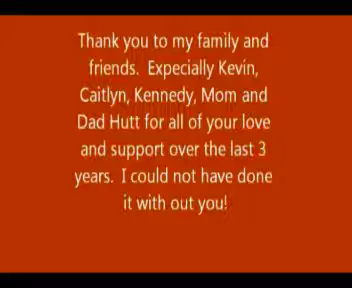 Thank you to my family and
friends.  Expecially Kevin,
Caitlyn, Kennedy, Mom and
Dad Hutt for all of your love
and support over the last 3
years.  I could not have done
it with out you!